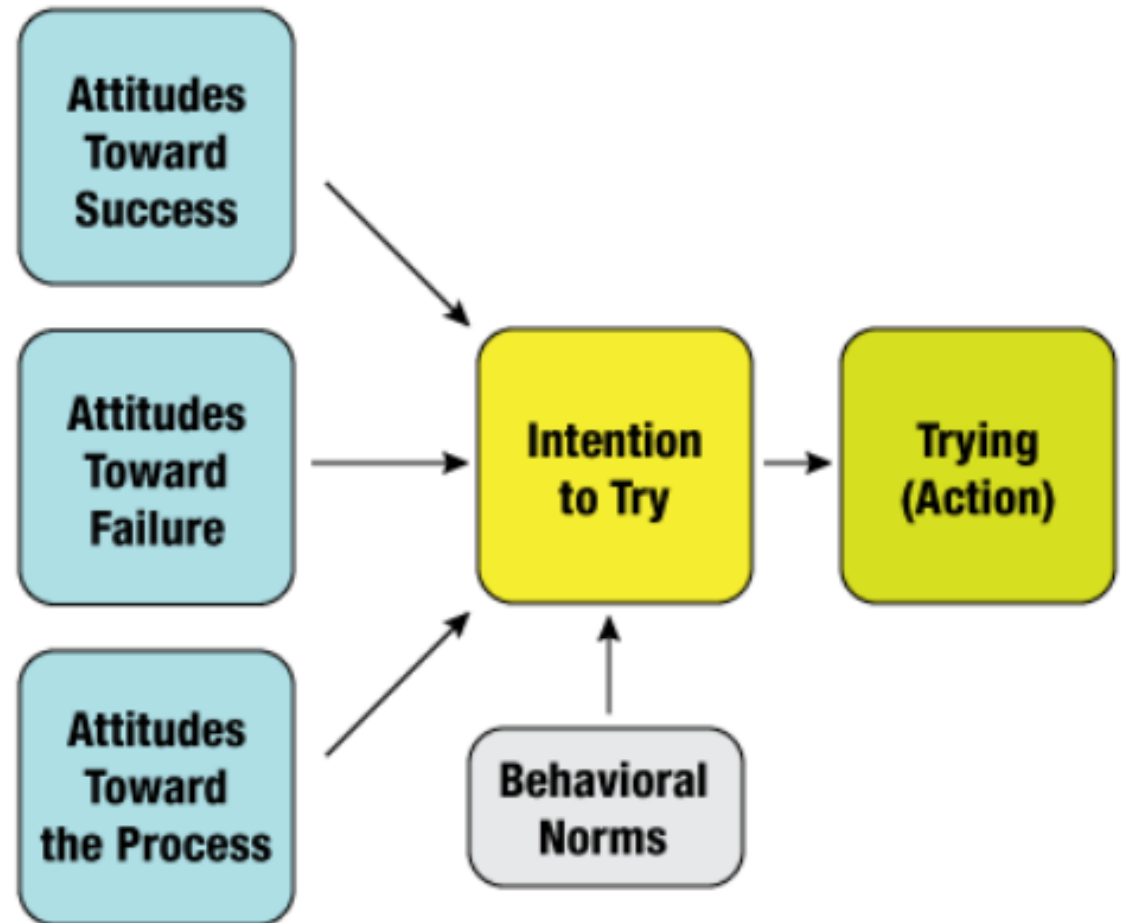 Attitudes
Toward
Success
Attitudes
Toward
Failure
Intention
to Try
Trying
(Action)
Attitudes
Toward
the Process
Behavioral
Norms